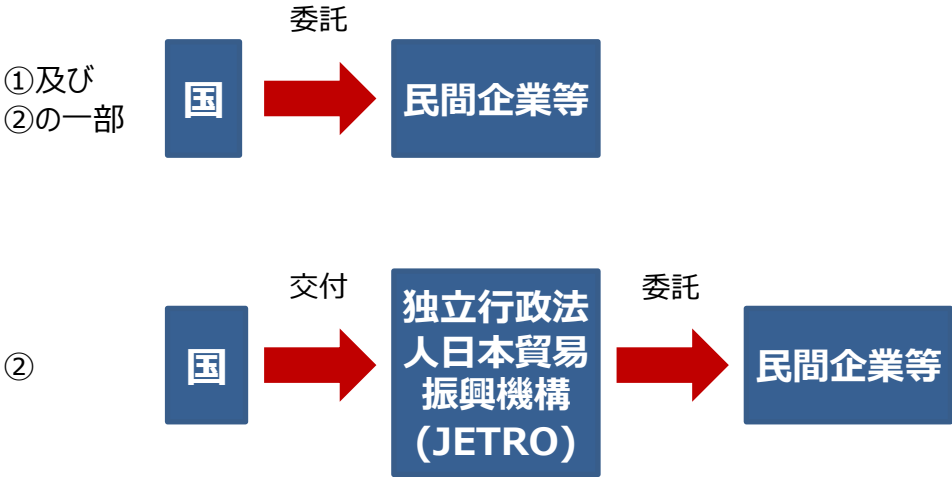 委託
①及び
②の一部
国
民間企業等
交付
委託
②
国
独立行政法
人日本貿易
振興機構
(JETRO)
民間企業等